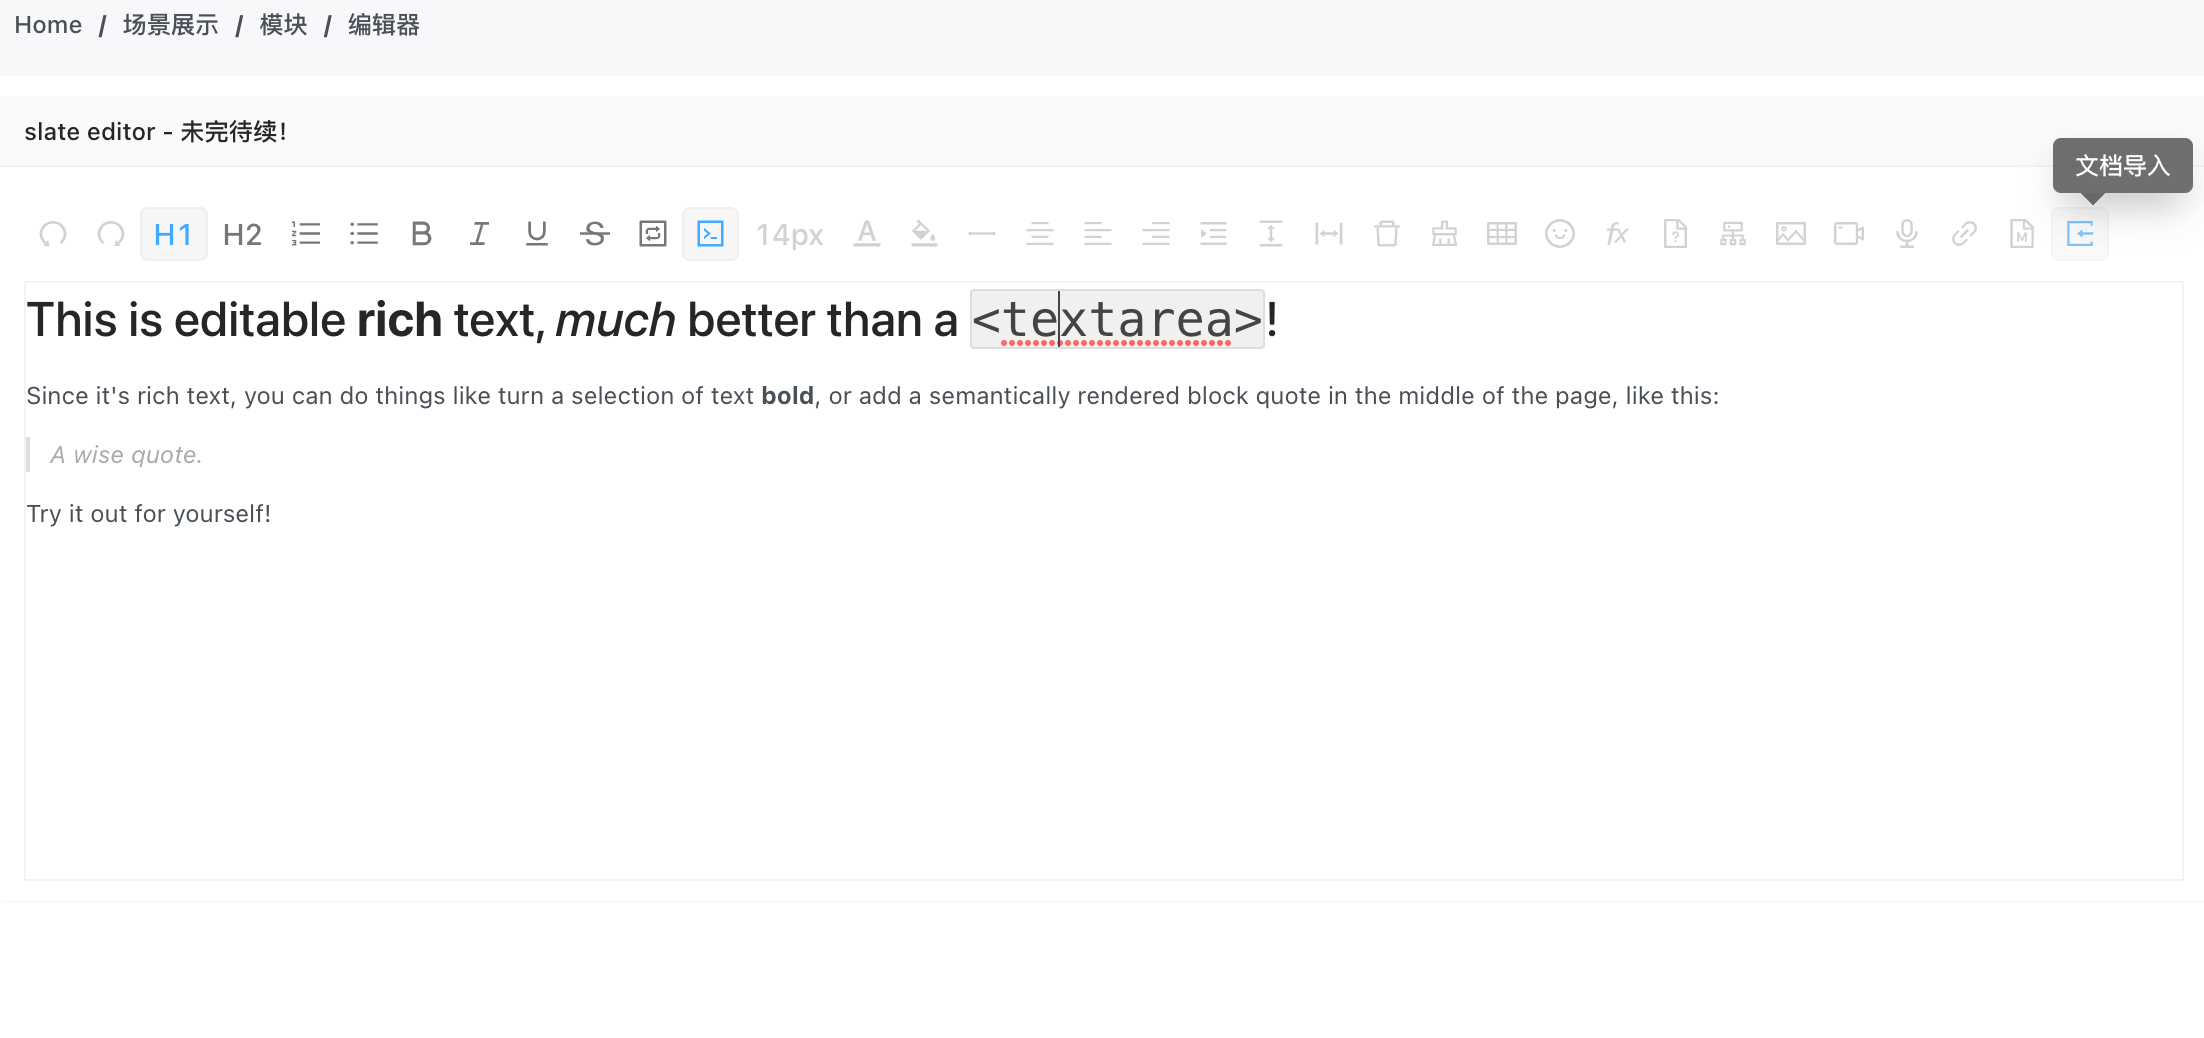 Home / 场景展示 / 模块 / 编辑器
slate editor - 未完待续!
文档导入
H1 H2 B I U S 14px A fx ? M
This is editable rich text, much better than a <textarea>!
Since it's rich text, you can do things like turn a selection of text bold, or add a semantically rendered block quote in the middle of the page, like this:
A wise quote.
Try it out for yourself!